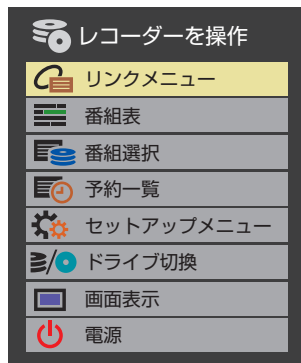 レコーダーを操作
リンクメニュー
番組表
番組選択
予約一覧
セットアップメニュー
ドライブ切換
画面表示
電源